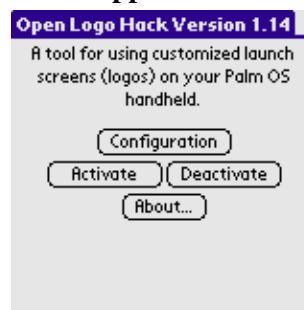 Open Logo Hack Version 1.14
A tool for using customized launch
screens (logos) on your Palm OS
handheld.
Configuration
Activate Deactivate
About...